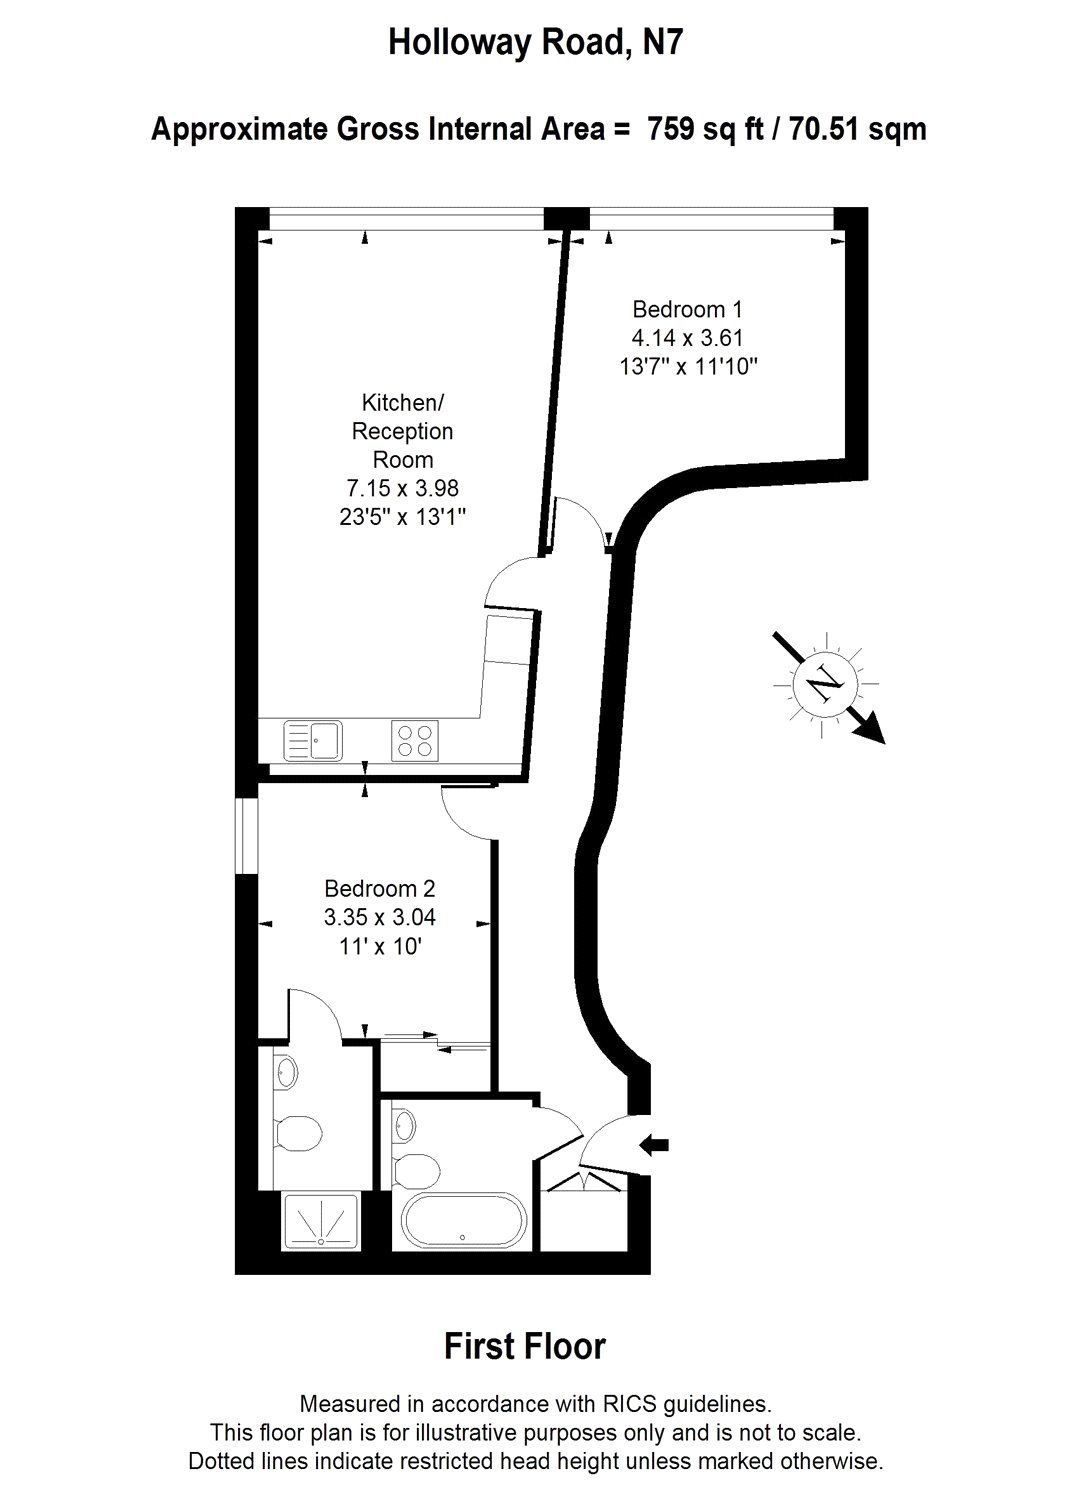 Holloway Road, N7
Approximate Gross Internal Area = 759 sq ft / 70.51 sqm
Bedroom 1
4.14 x 3.61
13'7" x 11'10"
Kitchen/
Reception
Room
7.15 x 3.98
23'5" x 13'1"
N
Bedroom 2
3.35 x 3.04
11' x 10'
First Floor
Measured in accordance with RICS guidelines.
This floor plan is for illustrative purposes only and is not to scale.
Dotted lines indicate restricted head height unless marked otherwise.